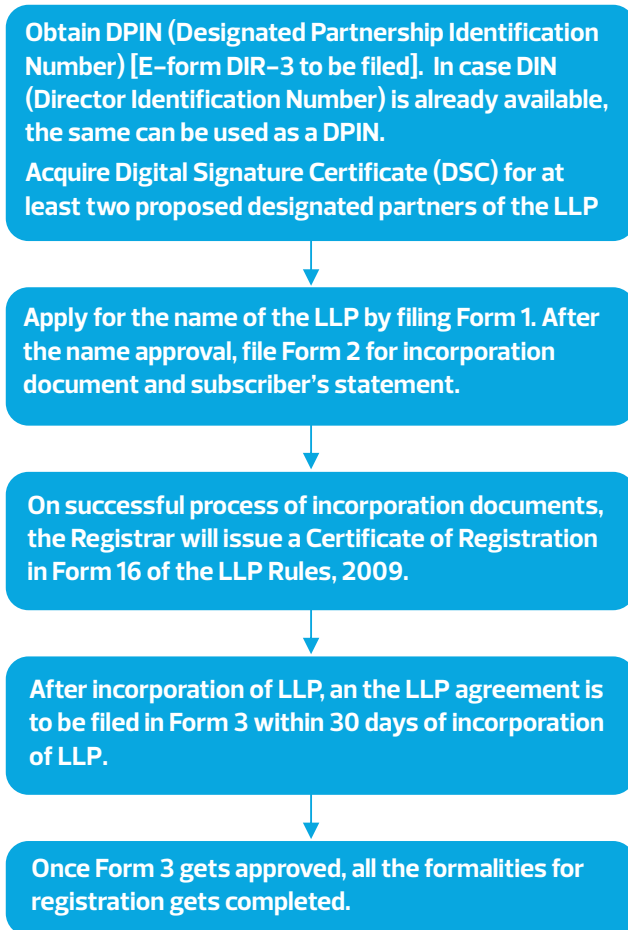 Obtain DPIN (Designated Partnership Identification
Number) [E-form DIR-3 to be filed]. In case DIN
(Director Identification Number) is already available,
the same can be used as a DPIN.
Acquire Digital Signature Certificate (DSC) for at
least two proposed designated partners of the LLP
Apply for the name of the LLP by filing Form 1. After
the name approval, file Form 2 for incorporation
document and subscriber's statement.
On successful process of incorporation documents,
the Registrar will issue a Certificate of Registration
in Form 16 of the LLP Rules, 2009.
After incorporation of LLP, an the LLP agreement is
to be filed in Form 3 within 30 days of incorporation
of LLP.
Once Form 3 gets approved, all the formalities for
registration gets completed.